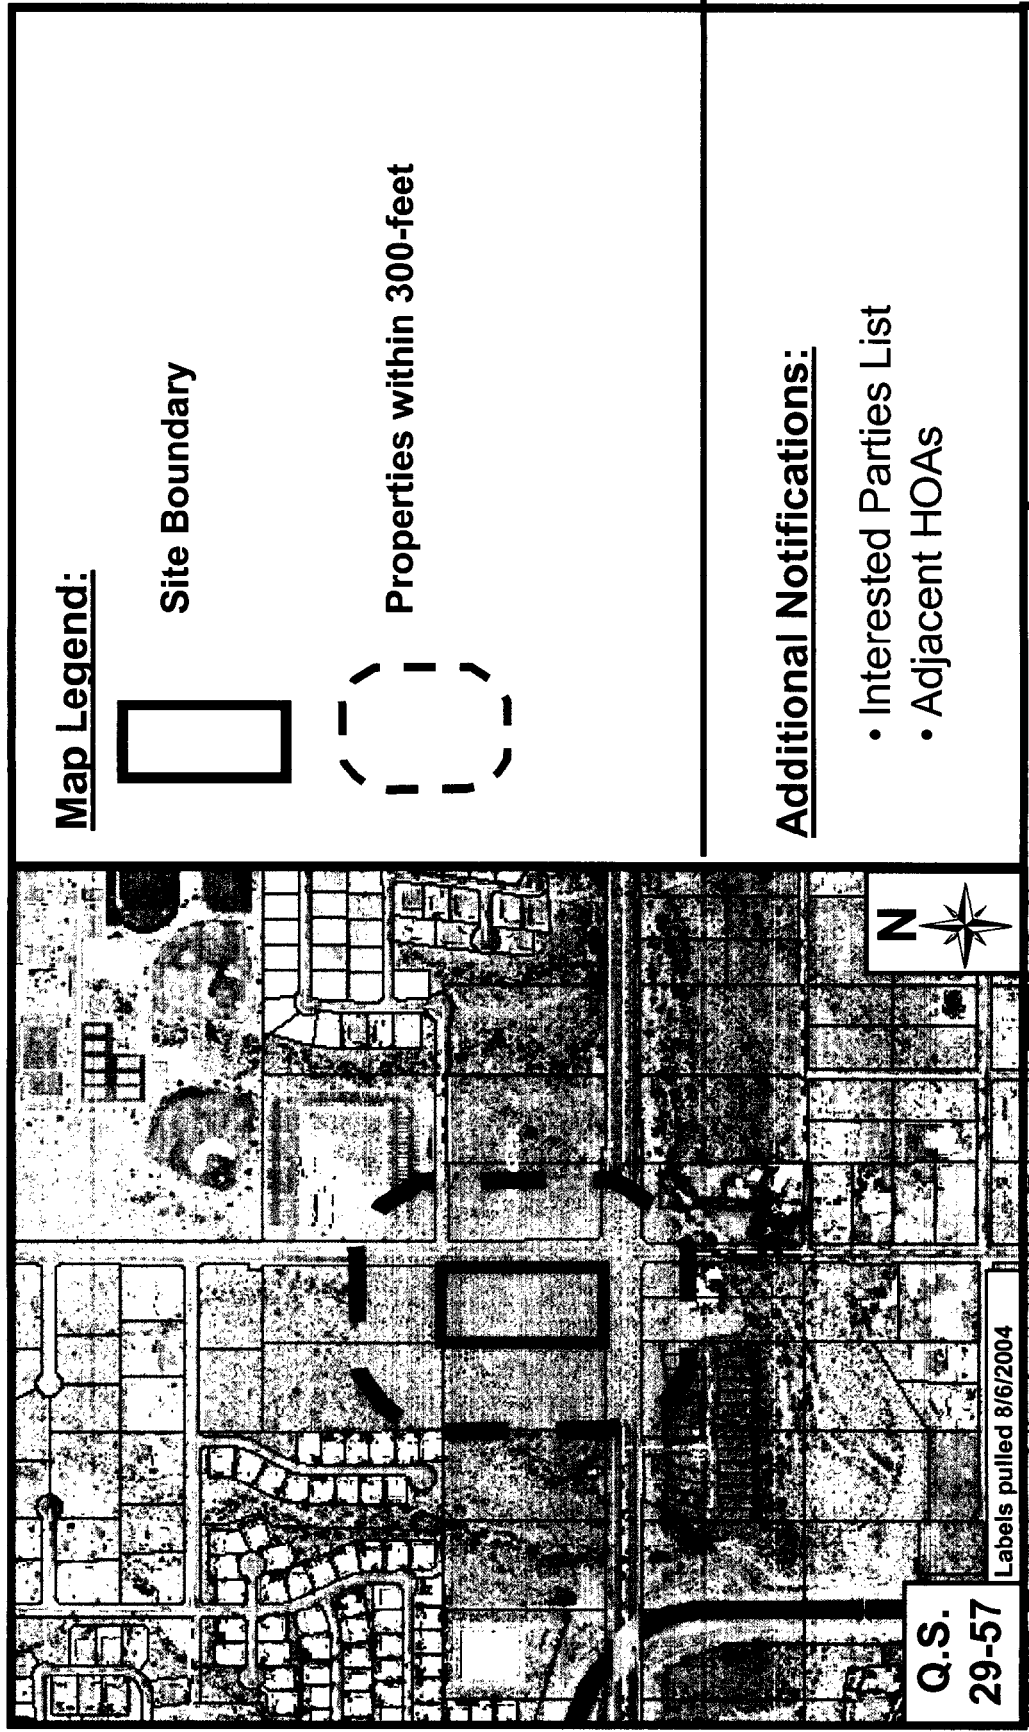 Map Legend:
Site Boundary
Properties within 300-feet
Additional Notifications:
• Interested Parties List
• Adjacent HOAs
Q.S.
29-57
Labels pulled 8/6/2004
N